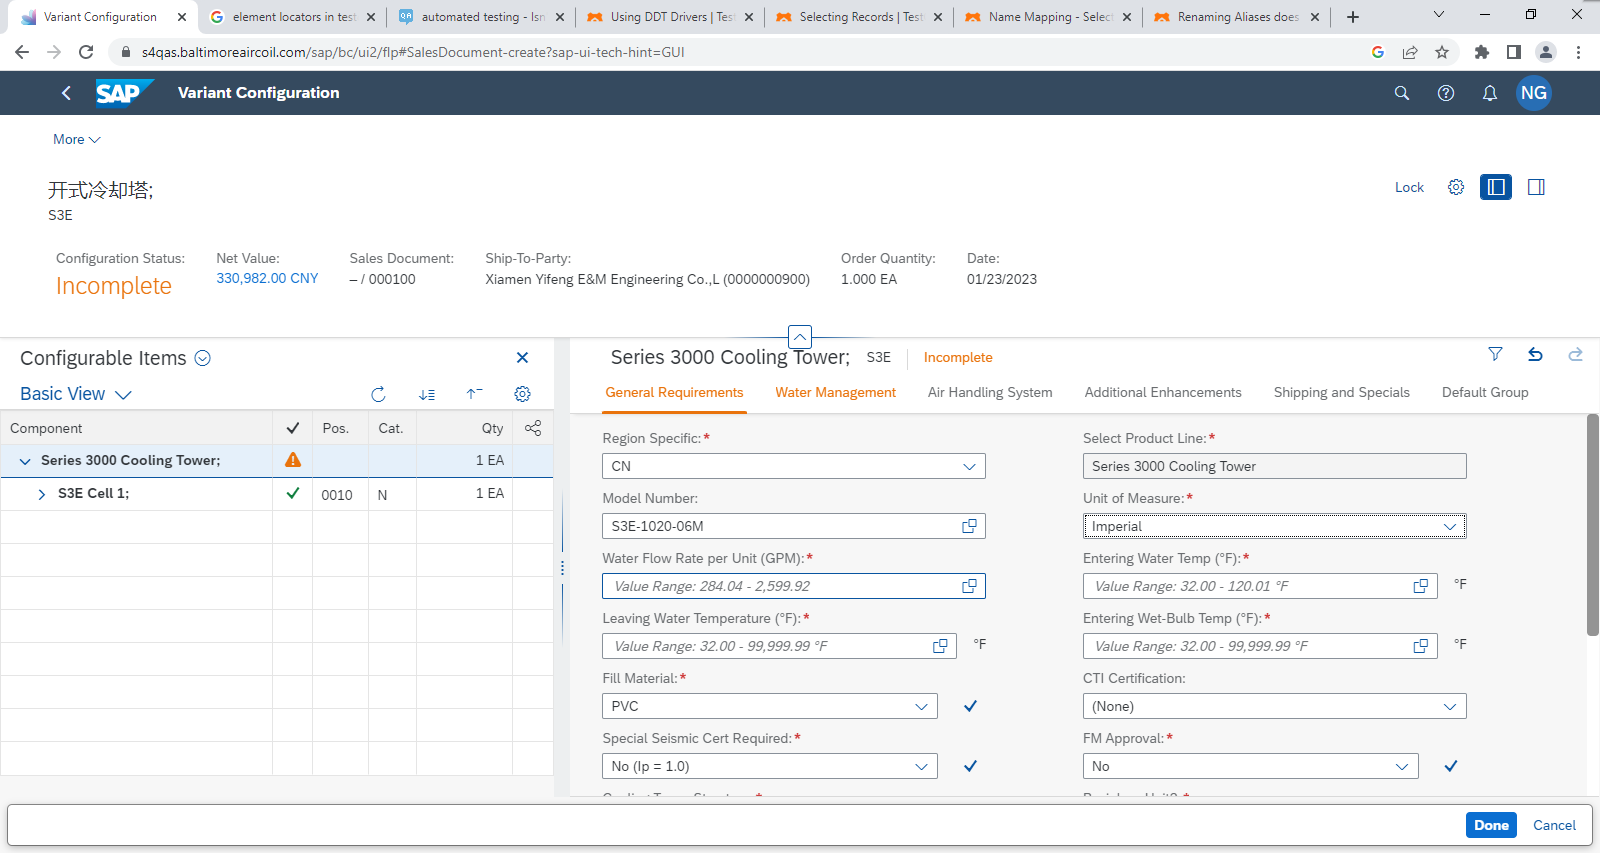 Variant Configuration
element locators in test
automated testing - Isn
Using DDT Drivers | Test
Selecting Records | Test
Name Mapping - Select
Renaming Aliases does
s4qas.baltimoreaircoil.com/sap/bc/ui2/flp#SalesDocument-create?sap-ui-tech-hint=GUI
SAP Variant Configuration NG
More
开式冷却塔;
S3E
Lock
Configuration Status: Net Value: Sales Document: Ship-To-Party: Order Quantity: Date:
Incomplete 330,982.00 CNY – / 000100 Xiamen Yifeng E&M Engineering Co.,L (0000000900) 1.000 EA 01/23/2023
Configurable Items
Basic View
Component Pos. Cat. Qty
Series 3000 Cooling Tower; 1 EA
S3E Cell 1; 0010 N 1 EA
Series 3000 Cooling Tower; S3E Incomplete
General Requirements Water Management Air Handling System Additional Enhancements Shipping and Specials Default Group
Region Specific:* Select Product Line:*
CN Series 3000 Cooling Tower
Model Number: Unit of Measure:*
S3E-1020-06M Imperial
Water Flow Rate per Unit (GPM):* Entering Water Temp (°F):*
Value Range: 284.04 - 2,599.92 Value Range: 32.00 - 120.01 °F °F
Leaving Water Temperature (°F):* Entering Wet-Bulb Temp (°F):*
Value Range: 32.00 - 99,999.99 °F °F Value Range: 32.00 - 99,999.99 °F °F
Fill Material:* CTI Certification:
PVC (None)
Special Seismic Cert Required:* FM Approval:*
No (Ip = 1.0) No
Done Cancel